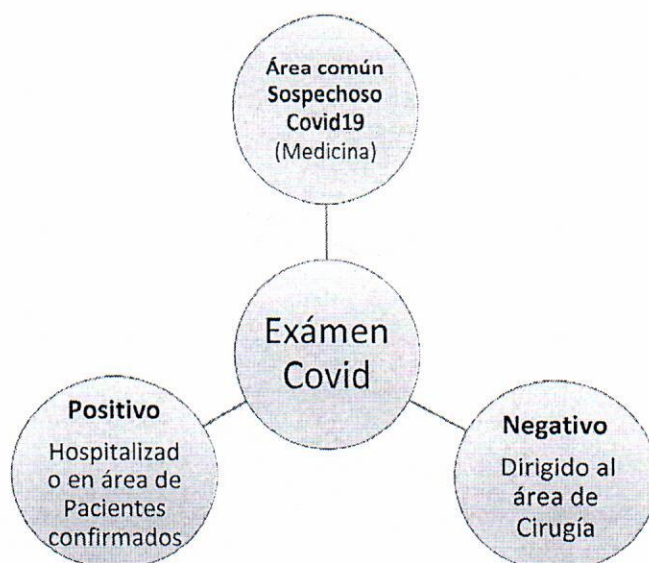 Área común
Sospechoso
Covid19
(Medicina)
Exámen
Covid
Positivo
Hospitalizad
o en área de
Pacientes
confirmados
Negativo
Dirigido al
área de
Cirugía